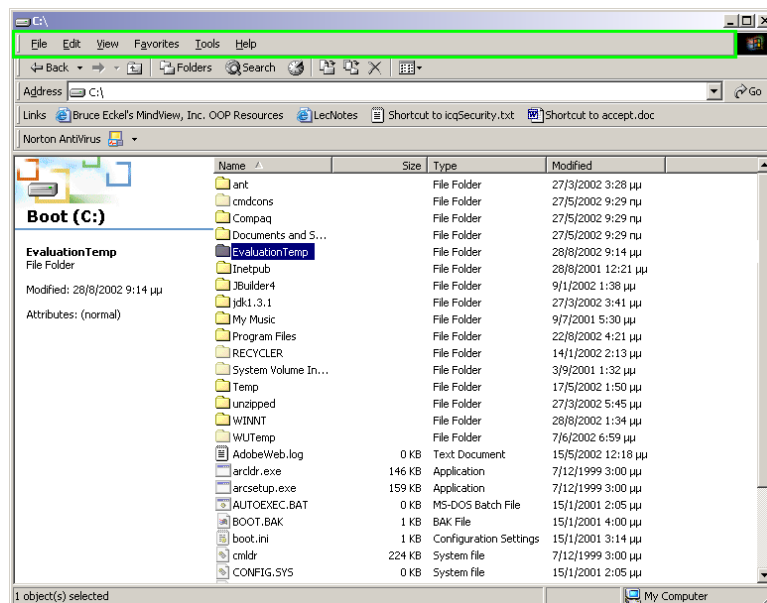 C:\
File Edit View Favorites Tools Help
Back Folders Search
Address C:\ Go
Links Bruce Eckel's MindView, Inc. OOP Resources LecNotes Shortcut to icqSecurity.txt Shortcut to accept.doc
Norton AntiVirus
Boot (C:)
EvaluationTemp
File Folder
Modified: 28/8/2002 9:14 μμ
Attributes: (normal)
Name Size Type Modified
ant File Folder 27/3/2002 3:28 μμ
cmdcons File Folder 27/5/2002 9:29 πμ
Compaq File Folder 27/5/2002 9:29 πμ
Documents and S... File Folder 27/5/2002 9:29 πμ
EvaluationTemp File Folder 28/8/2002 9:14 μμ
Inetpub File Folder 28/8/2001 12:21 μμ
JBuilder4 File Folder 9/1/2002 1:38 μμ
jdk1.3.1 File Folder 27/3/2002 3:41 μμ
My Music File Folder 9/7/2001 5:30 μμ
Program Files File Folder 22/8/2002 4:21 μμ
RECYCLER File Folder 14/1/2002 2:13 μμ
System Volume In... File Folder 3/9/2001 1:32 μμ
Temp File Folder 17/5/2002 1:50 μμ
unzipped File Folder 27/3/2002 5:45 μμ
WINNT File Folder 28/8/2002 1:34 μμ
WUTemp File Folder 7/6/2002 6:59 μμ
AdobeWeb.log 0 KB Text Document 15/5/2002 12:18 μμ
arcldr.exe 146 KB Application 7/12/1999 3:00 μμ
arcsetup.exe 159 KB Application 7/12/1999 3:00 μμ
AUTOEXEC.BAT 0 KB MS-DOS Batch File 15/1/2001 2:05 μμ
BOOT.BAK 1 KB BAK File 15/1/2001 4:00 μμ
boot.ini 1 KB Configuration Settings 15/1/2001 3:14 μμ
cmldr 224 KB System file 7/12/1999 3:00 μμ
CONFIG.SYS 0 KB System file 15/1/2001 2:05 μμ
1 object(s) selected My Computer